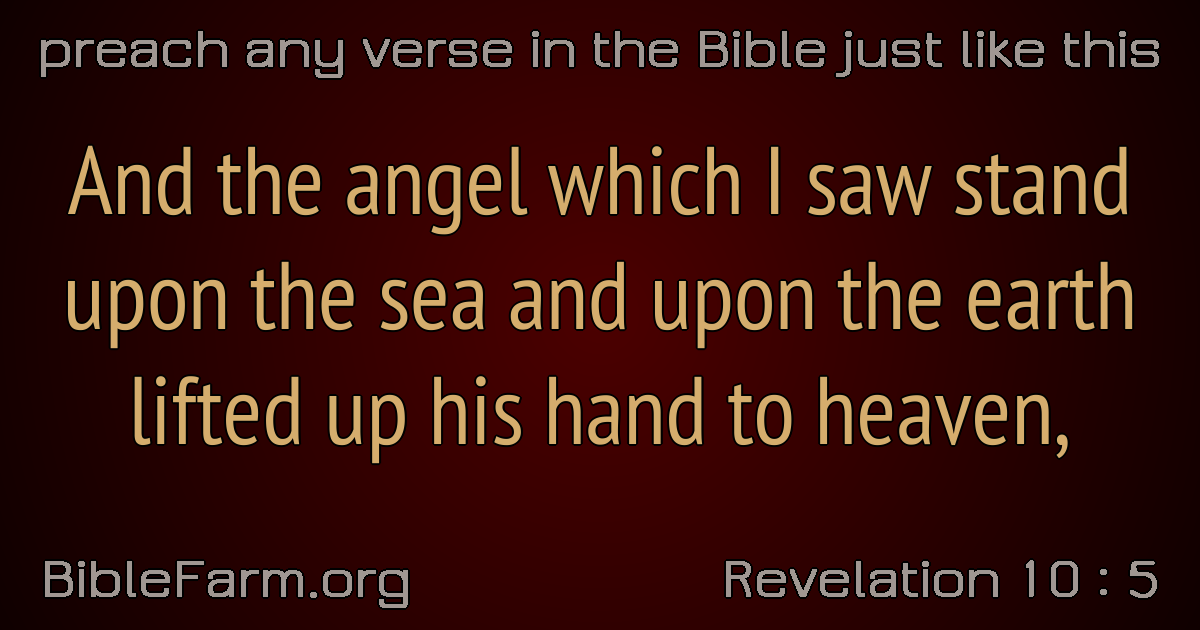 preach any verse in the Bible just like this
And the angel which I saw stand
upon the sea and upon the earth
lifted up his hand to heaven,
BibleFarm.org
Revelation 10 : 5